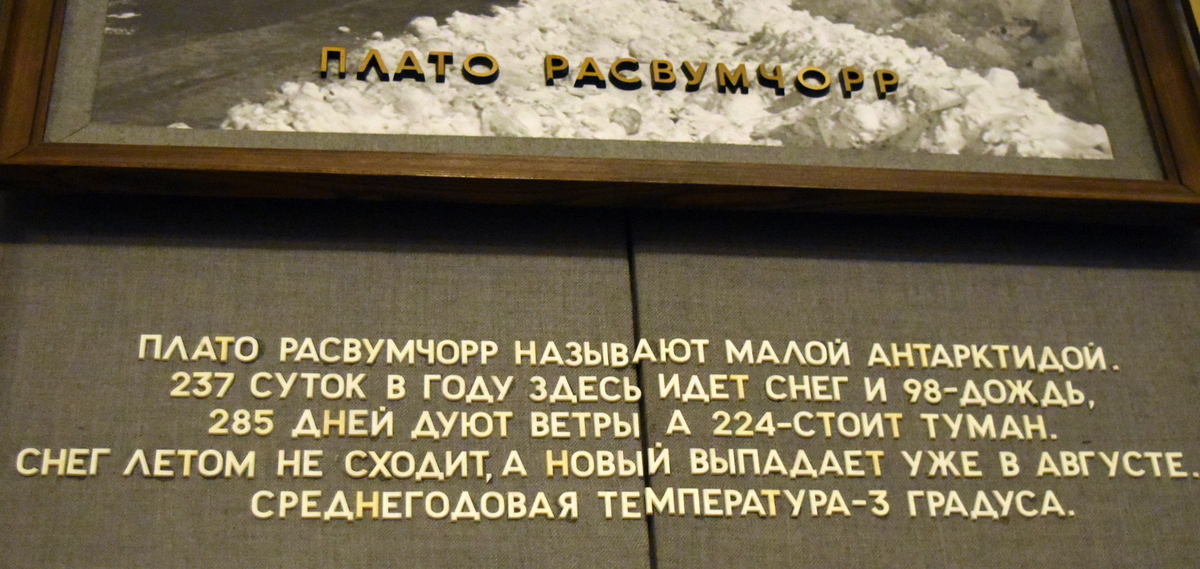 ПЛАТО РАСВУМЧОРР
ПЛАТО РАСВУМЧОРР НАЗЫВАЮТ МАЛОЙ АНТАРКТИДОЙ.
237 СУТОК В ГОДУ ЗДЕСЬ ИДЕТ СНЕГ И 98-ДОЖДЬ,
285 ДНЕЙ ДУЮТ ВЕТРЫ А 224-СТОИТ ТУМАН.
СНЕГ ЛЕТОМ НЕ СХОДИТ, А НОВЫЙ ВЫПАДАЕТ УЖЕ В АВГУСТЕ.
СРЕДНЕГОДОВАЯ ТЕМПЕРАТУРА-3 ГРАДУСА.